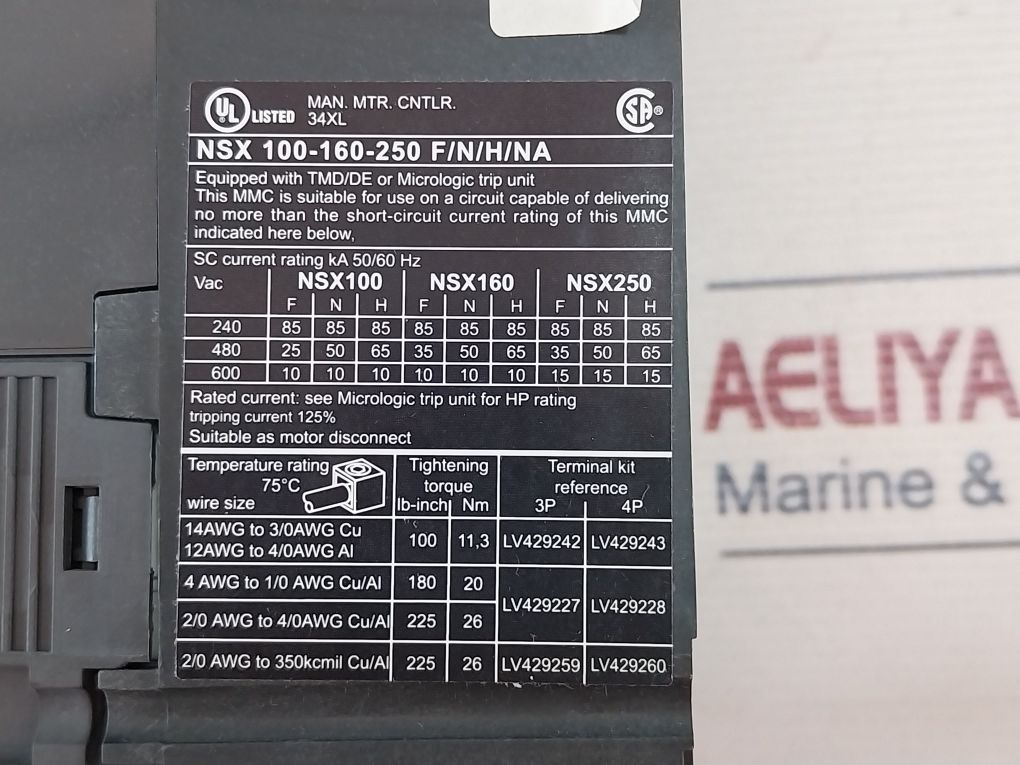 UL LISTED MAN. MTR. CNTLR.
34XL
SA®
NSX 100-160-250 F/N/H/NA
Equipped with TMD/DE or Micrologic trip unit
This MMC is suitable for use on a circuit capable of delivering
no more than the short-circuit current rating of this MMC
indicated here below,
SC current rating kA 50/60 Hz
Vac NSX100 NSX160 NSX250
F N H F N H F N H
240 85 85 85 85 85 85 85 85 85
480 25 50 65 35 50 65 35 50 65
600 10 10 10 10 10 10 15 15 15
Rated current: see Micrologic trip unit for HP rating
tripping current 125%
Suitable as motor disconnect
Temperature rating 75°C wire size Tightening torque Terminal kit reference
lb-inch Nm 3P 4P
14AWG to 3/0AWG Cu
12AWG to 4/0AWG Al 100 11,3 LV429242 LV429243
4 AWG to 1/0 AWG Cu/Al 180 20
LV429227 LV429228
2/0 AWG to 4/0AWG Cu/Al 225 26
2/0 AWG to 350kcmil Cu/Al 225 26 LV429259 LV429260
AELIYA
Marine &